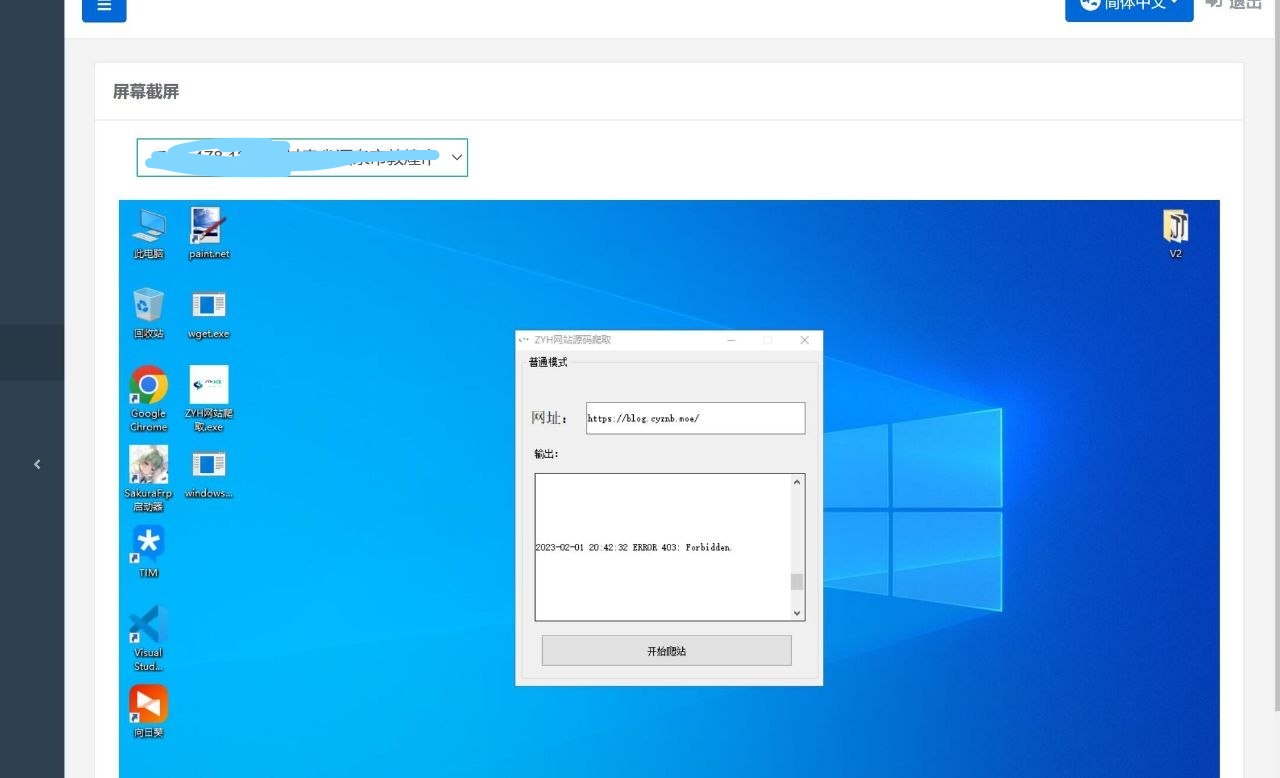 简体中文
退出
屏幕截屏
此电脑
paint.net
V2
回收站
wget.exe
ZYH网站源码爬取
普通模式
Google
Chrome
ZYH网站爬
取.exe
网址：
https://blog.cyznb.moe/
输出:
SakuraFrp
启动器
windows...
2023-02-01 20:42:32 ERROR 403: Forbidden.
TIM
Visual
Stud...
开始爬站
向日葵